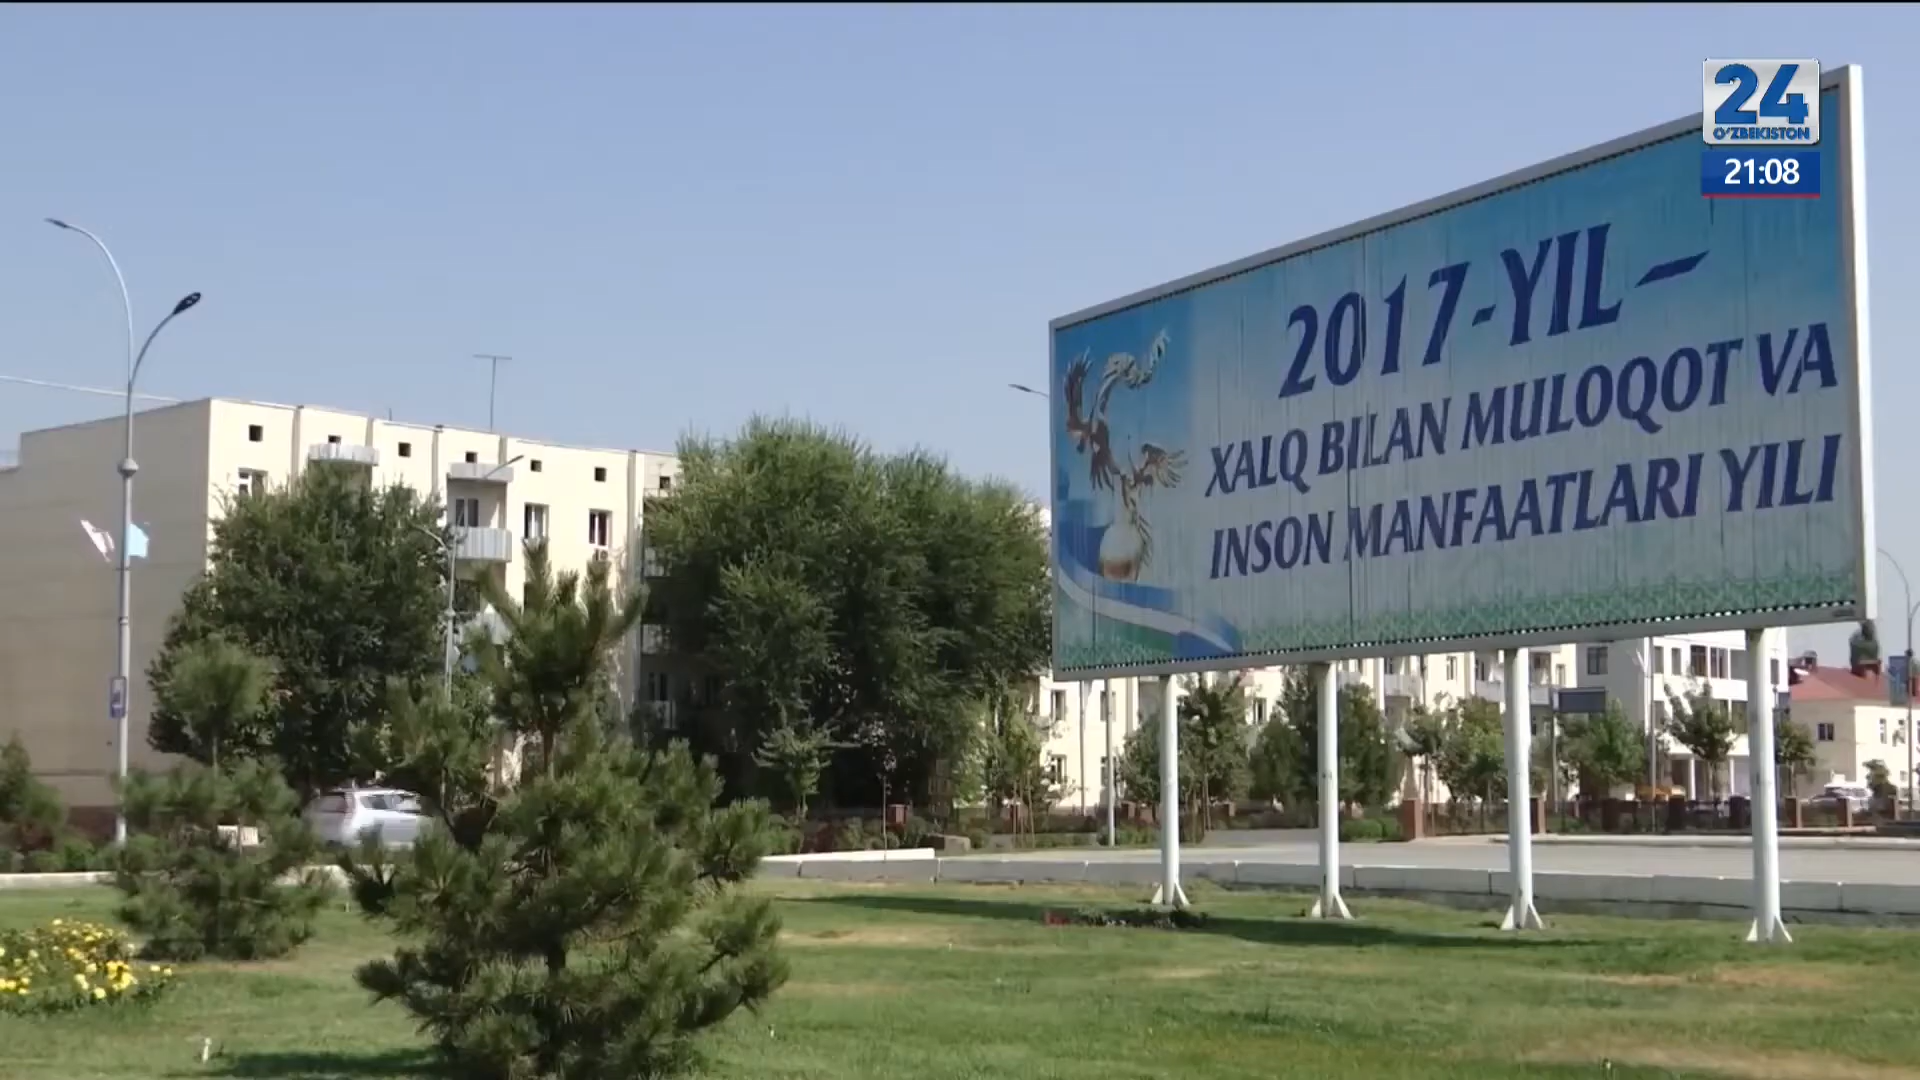 24
O'ZBEKISTON
21:08
2017-YIL –
XALQ BILAN MULOQOT VA
INSON MANFAATLARI YILI